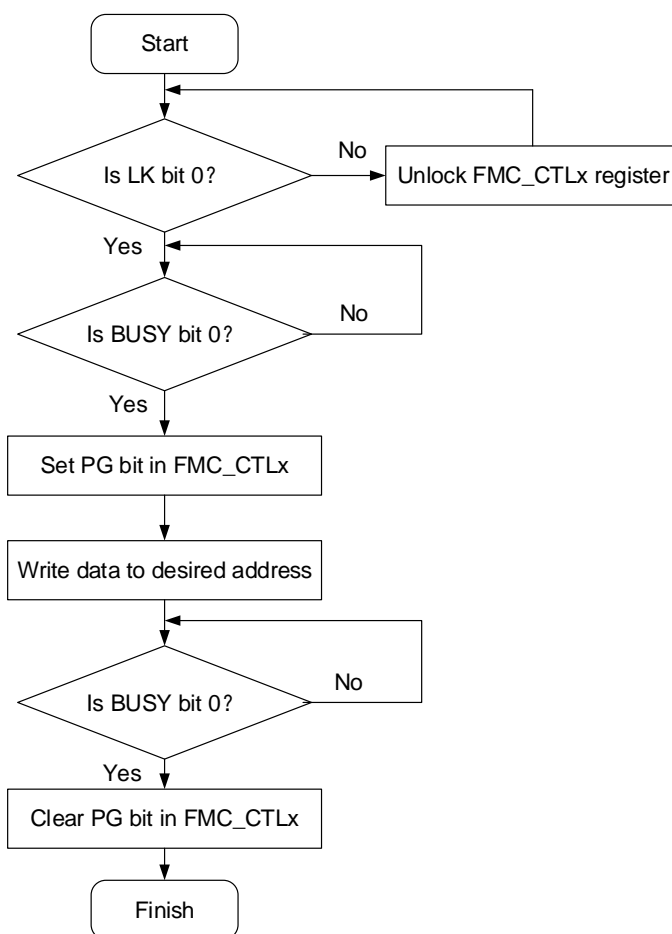 Start
Is LK bit 0?
No
Unlock FMC_CTLx register
Yes
Is BUSY bit 0?
No
Yes
Set PG bit in FMC_CTLx
Write data to desired address
Is BUSY bit 0?
No
Yes
Clear PG bit in FMC_CTLx
Finish